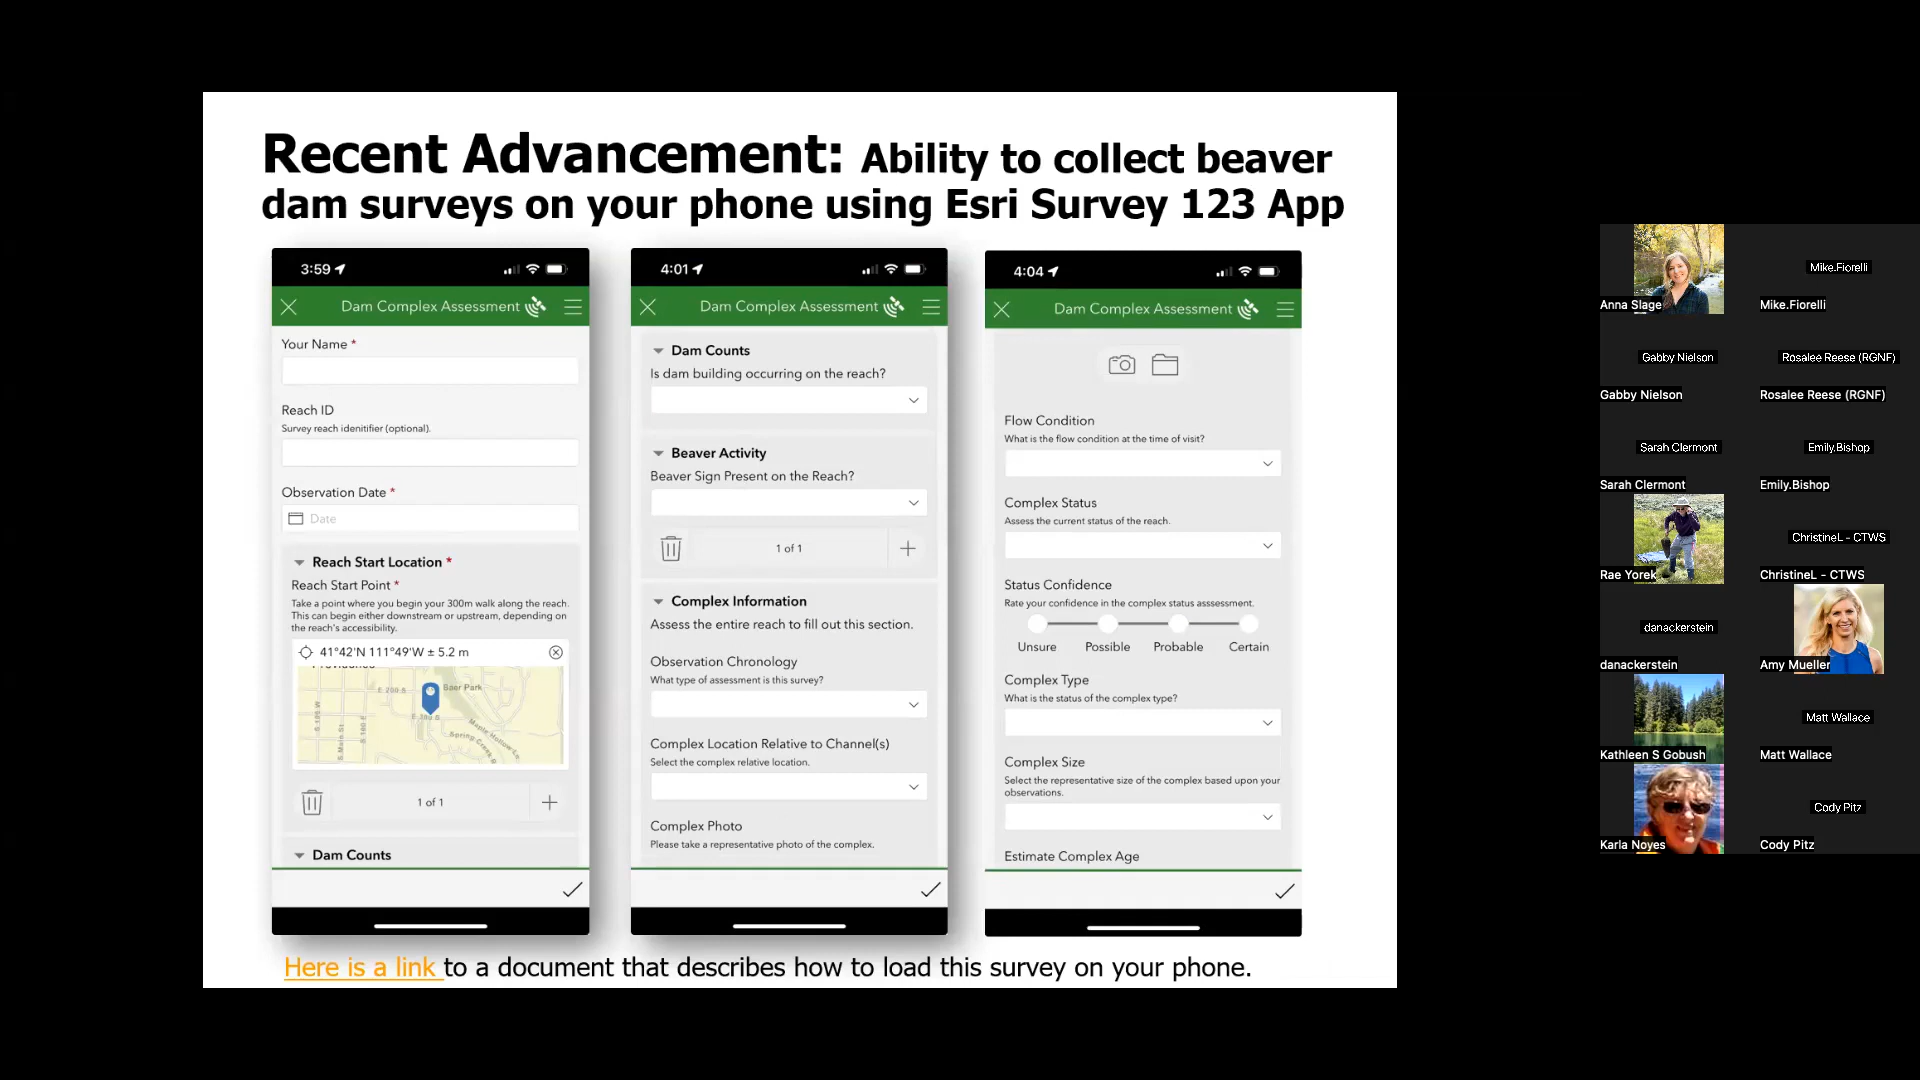 Recent Advancement: Ability to collect beaver
dam surveys on your phone using Esri Survey 123 App
3:59
Dam Complex Assessment
Your Name *
Reach ID
Survey reach idenitifier (optional).
Observation Date *
Date
Reach Start Location *
Reach Start Point *
Take a point where you begin your 300m walk along the reach.
This can begin either downstream or upstream, depending on
the reach's accessibility.
41°42'N 111°49'W ± 5.2 m
E 200 S
Baer Park
S Main St
Maple Hollow
Spring Creek
1 of 1
Dam Counts
4:01
Dam Complex Assessment
Dam Counts
Is dam building occurring on the reach?
Beaver Activity
Beaver Sign Present on the Reach?
1 of 1
Complex Information
Assess the entire reach to fill out this section.
Observation Chronology
What type of assessment is this survey?
Complex Location Relative to Channel(s)
Select the complex relative location.
Complex Photo
Please take a representative photo of the complex.
4:04
Dam Complex Assessment
Flow Condition
What is the flow condition at the time of visit?
Complex Status
Assess the current status of the reach.
Status Confidence
Rate your confidence in the complex status asssessment.
Unsure Possible Probable Certain
Complex Type
What is the status of the complex type?
Complex Size
Select the representative size of the complex based upon your
observations.
Estimate Complex Age
Here is a link to a document that describes how to load this survey on your phone.
Anna Slage
Mike.Fiorelli
Mike.Fiorelli
Gabby Nielson
Gabby Nielson
Rosalee Reese (RGNF)
Rosalee Reese (RGNF)
Sarah Clermont
Sarah Clermont
Emily.Bishop
Emily.Bishop
Rae Yorek
ChristineL - CTWS
ChristineL - CTWS
danackerstein
danackerstein
Amy Mueller
Kathleen S Gobush
Matt Wallace
Matt Wallace
Karla Noyes
Cody Pitz
Cody Pitz